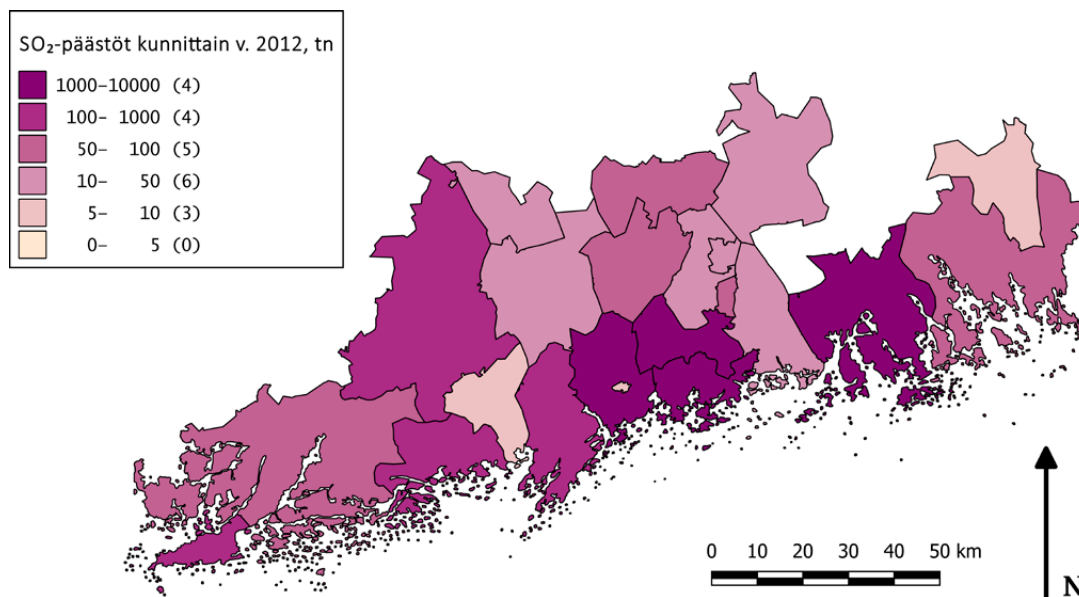 SO₂-päästöt kunnittain v. 2012, tn
1000–10000 (4)
100– 1000 (4)
50– 100 (5)
10– 50 (6)
5– 10 (3)
0– 5 (0)
0 10 20 30 40 50 km
N